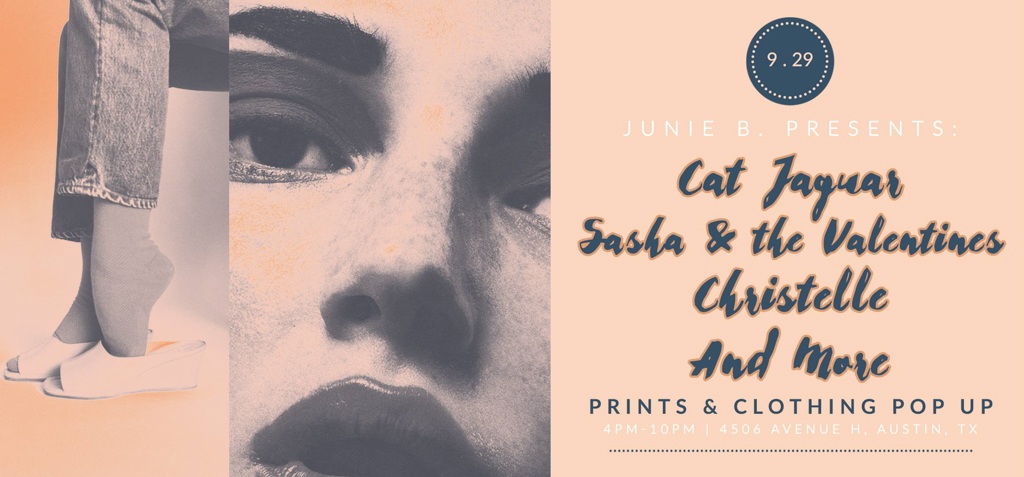 9.29
JUNIE B. PRESENTS:
Cat Jaguar
Sasha & the Valentines
Christelle
And More
PRINTS & CLOTHING POP UP
4PM-10PM | 4506 AVENUE H, AUSTIN, TX